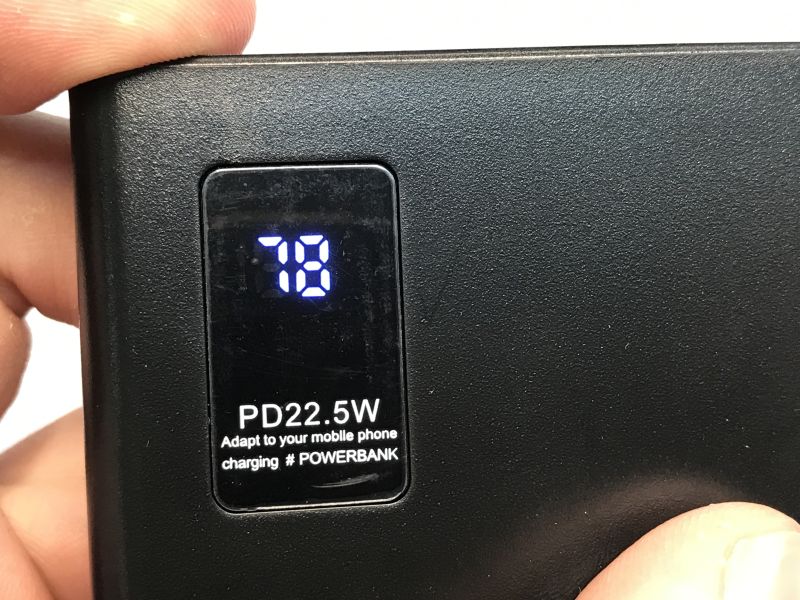 78
PD22.5W
Adapt to your mobile phone
charging # POWERBANK